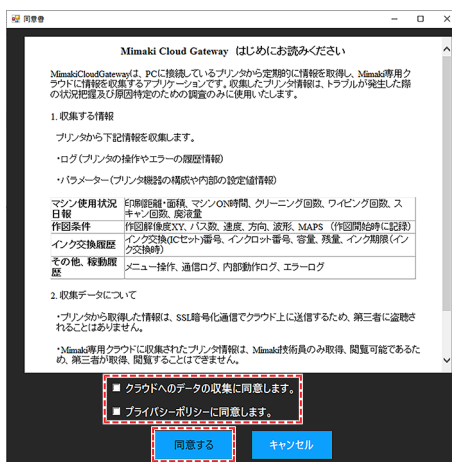 同意書
Mimaki Cloud Gateway はじめにお読みください
MimakiCloudGatewayは、PCに接続しているプリンタから定期的に情報を取得し、Mimaki専用ク
ラウドに情報を収集するアプリケーションです。収集したプリンタ情報は、トラブルが発生した際
の状況把握及び原因特定のための調査のみに使用いたします。
1. 収集する情報
プリンタから下記情報を収集します。
・ログ(プリンタの操作やエラーの履歴情報)
・パラメーター(プリンタ機器の構成や内部の設定値情報)
マシン使用状況 印刷距離・面積、マシンON時間、クリーニング回数、ワイピング回数、ス
日報 キャン回数、廃液量
作図条件 作図解像度XY、パス数、速度、方向、波形、MAPS (作図開始時に記録)
インク交換履歴 インク交換(ICセット)番号、インクロット番号、容量、残量、インク期限(イン
ク交換時)
その他、稼動履 メニュー操作、通信ログ、内部動作ログ、エラーログ
歴
2. 収集データについて
・プリンタから取得した情報は、SSL暗号化通信でクラウド上に送信するため、第三者に盗聴さ
れることはありません。
・Mimaki専用クラウドに収集されたプリンタ情報は、Mimaki技術員のみ取得、閲覧可能であるた
め、第三者が取得、閲覧することはできません。
クラウドへのデータの収集に同意します。
プライバシーポリシーに同意します。
同意する キャンセル